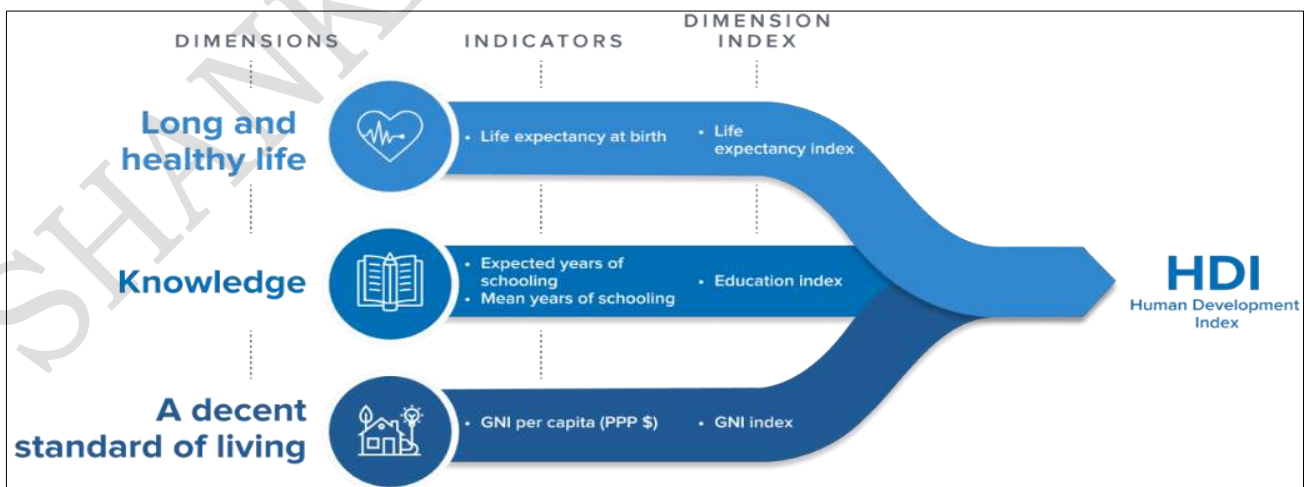 DIMENSIONS
INDICATORS
DIMENSION
INDEX
Long and
healthy life
• Life expectancy at birth
• Life
expectancy index
Knowledge
• Expected years of
schooling
• Mean years of schooling
• Education index
A decent
standard of living
• GNI per capita (PPP $)
• GNI index
HDI
Human Development
Index
SHANK